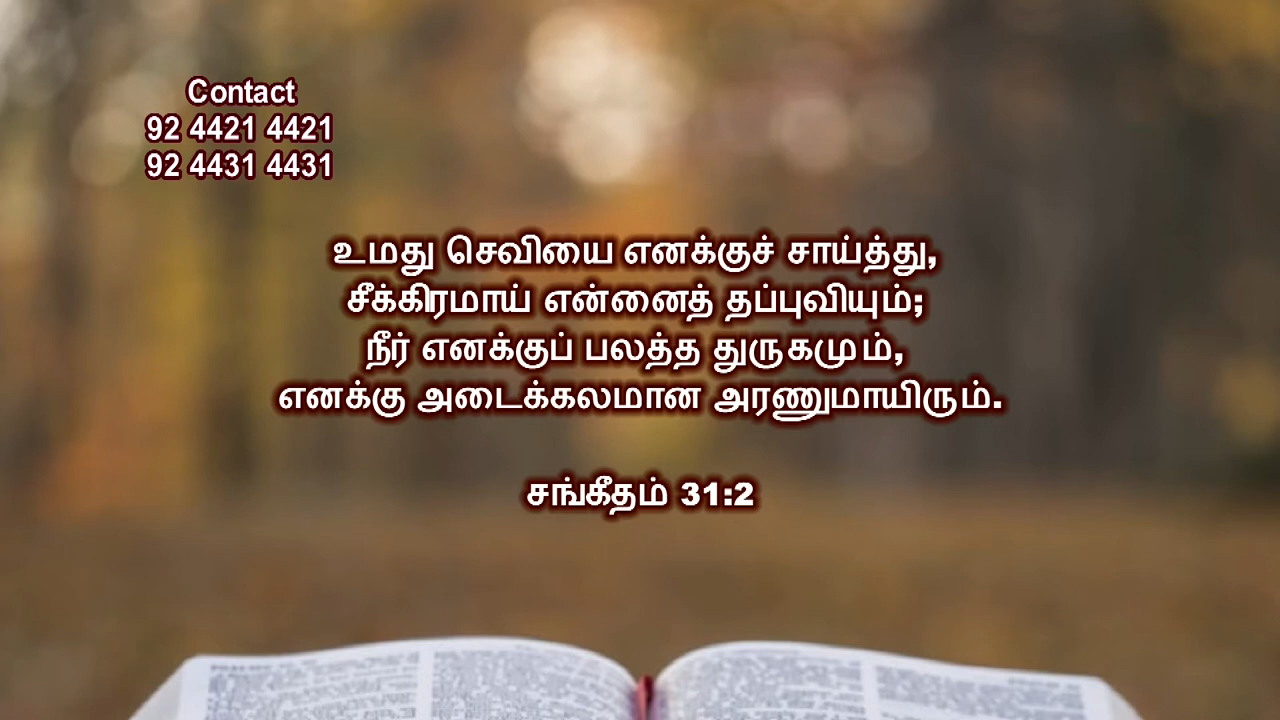 Contact
92 4421 4421
92 4431 4431
உமது செவியை எனக்குச் சாய்த்து,
சீக்கிரமாய் என்னைத் தப்புவியும்;
நீர் எனக்குப் பலத்த துருகமும்,
எனக்கு அடைக்கலமான அரணுமாயிரும்.
சங்கீதம் 31:2